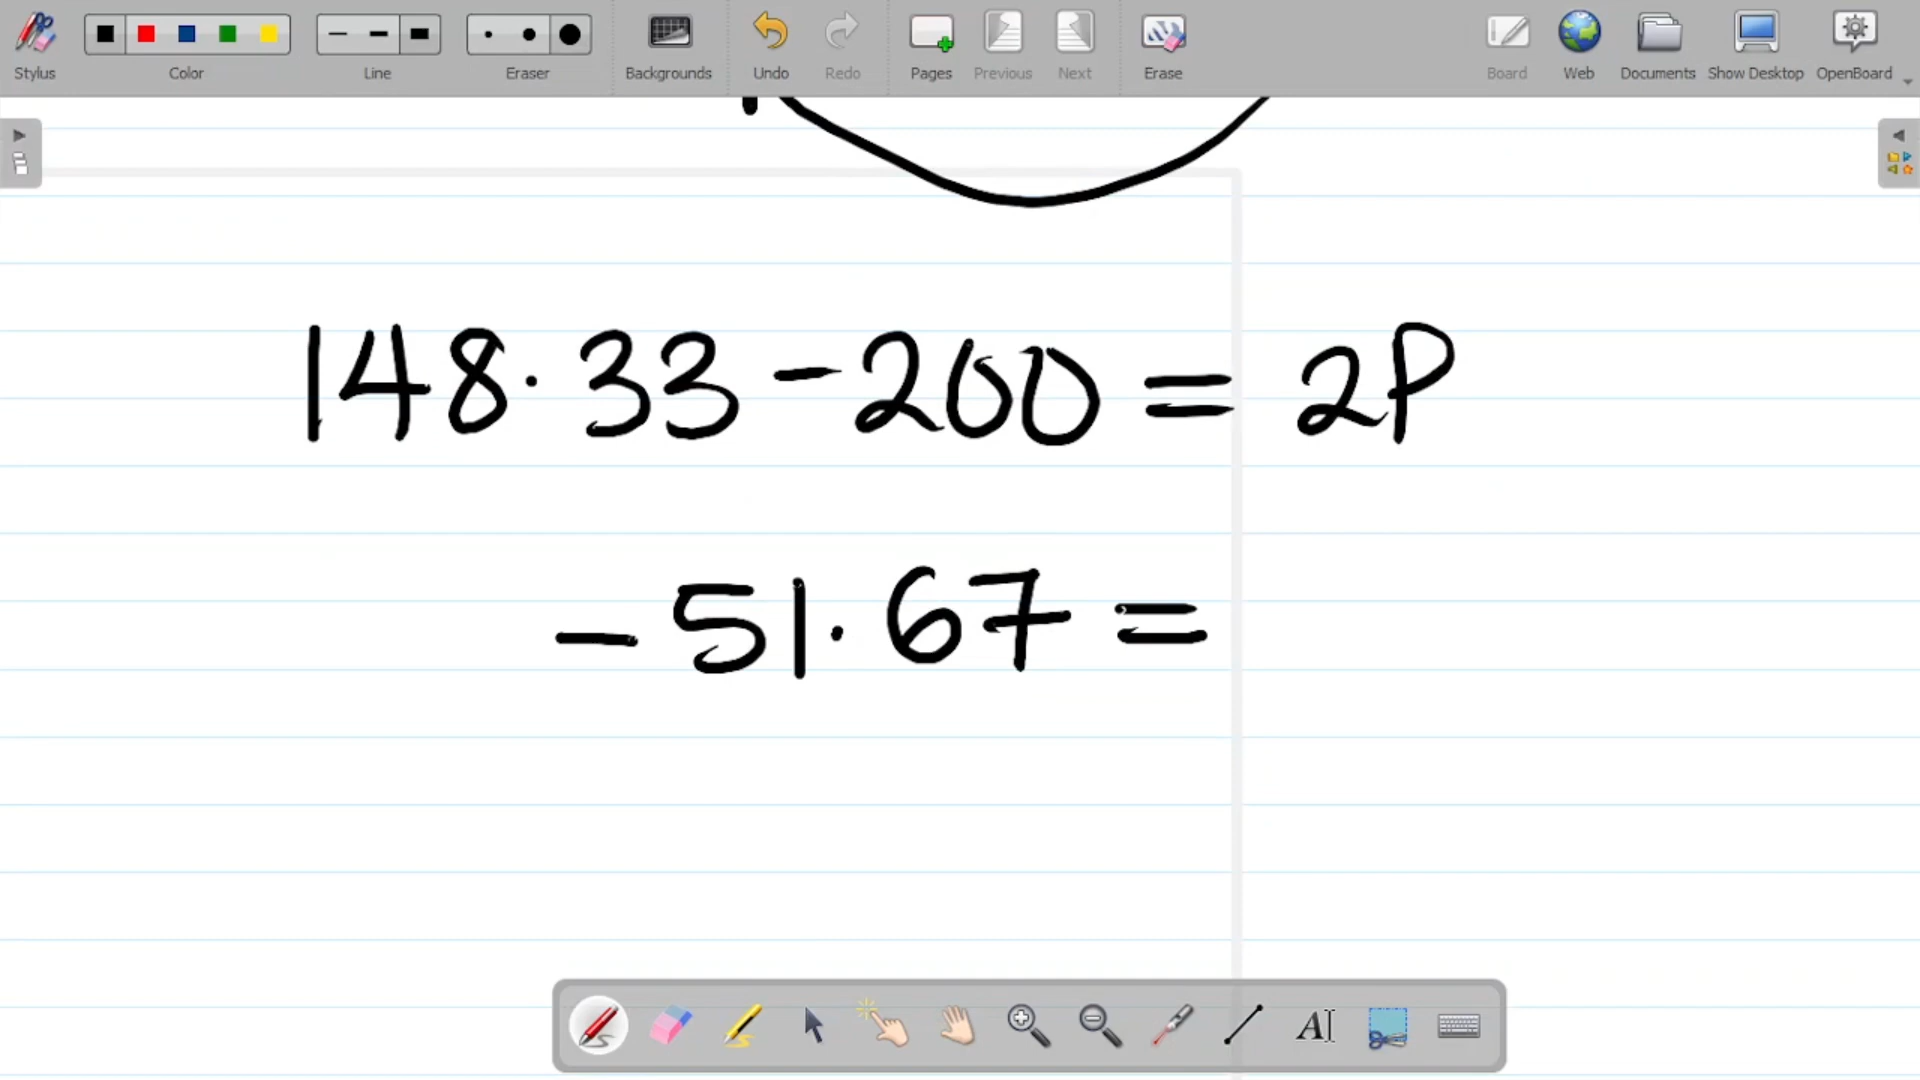 Stylus Color Line Eraser Backgrounds Undo Redo Pages Previous Next Erase Board Web Documents Show Desktop OpenBoard
148·33-200 = 2P
-51·67 =
AI